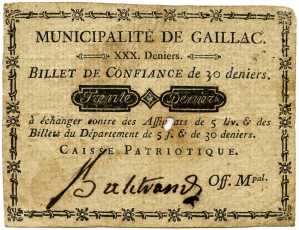 MUNICIPALITÉ DE GAILLAC.
XXX. Deniers.
BILLET DE CONFIANCE de 30 deniers.
Trente Deniers
à échanger contre des Assignats de 5 liv. & des
Billets du Département de 5 ſ. & de 30 deniers.
CAISSE PATRIOTIQUE.
Off. Mpal.